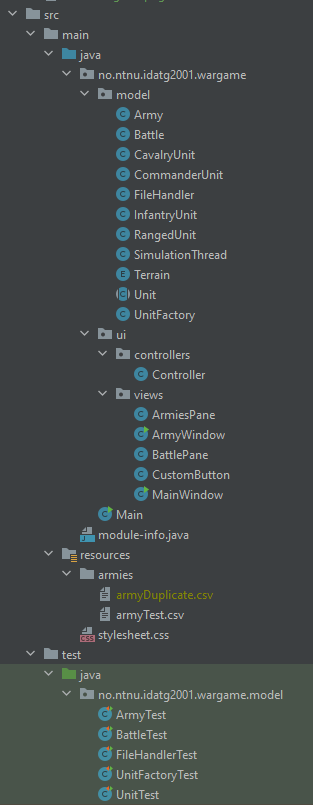 src
main
java
no.ntnu.idatg2001.wargame
model
Army
Battle
CavalryUnit
CommanderUnit
FileHandler
InfantryUnit
RangedUnit
SimulationThread
Terrain
Unit
UnitFactory
ui
controllers
Controller
views
ArmiesPane
ArmyWindow
BattlePane
CustomButton
MainWindow
Main
module-info.java
resources
armies
armyDuplicate.csv
armyTest.csv
stylesheet.css
test
java
no.ntnu.idatg2001.wargame.model
ArmyTest
BattleTest
FileHandlerTest
UnitFactoryTest
UnitTest